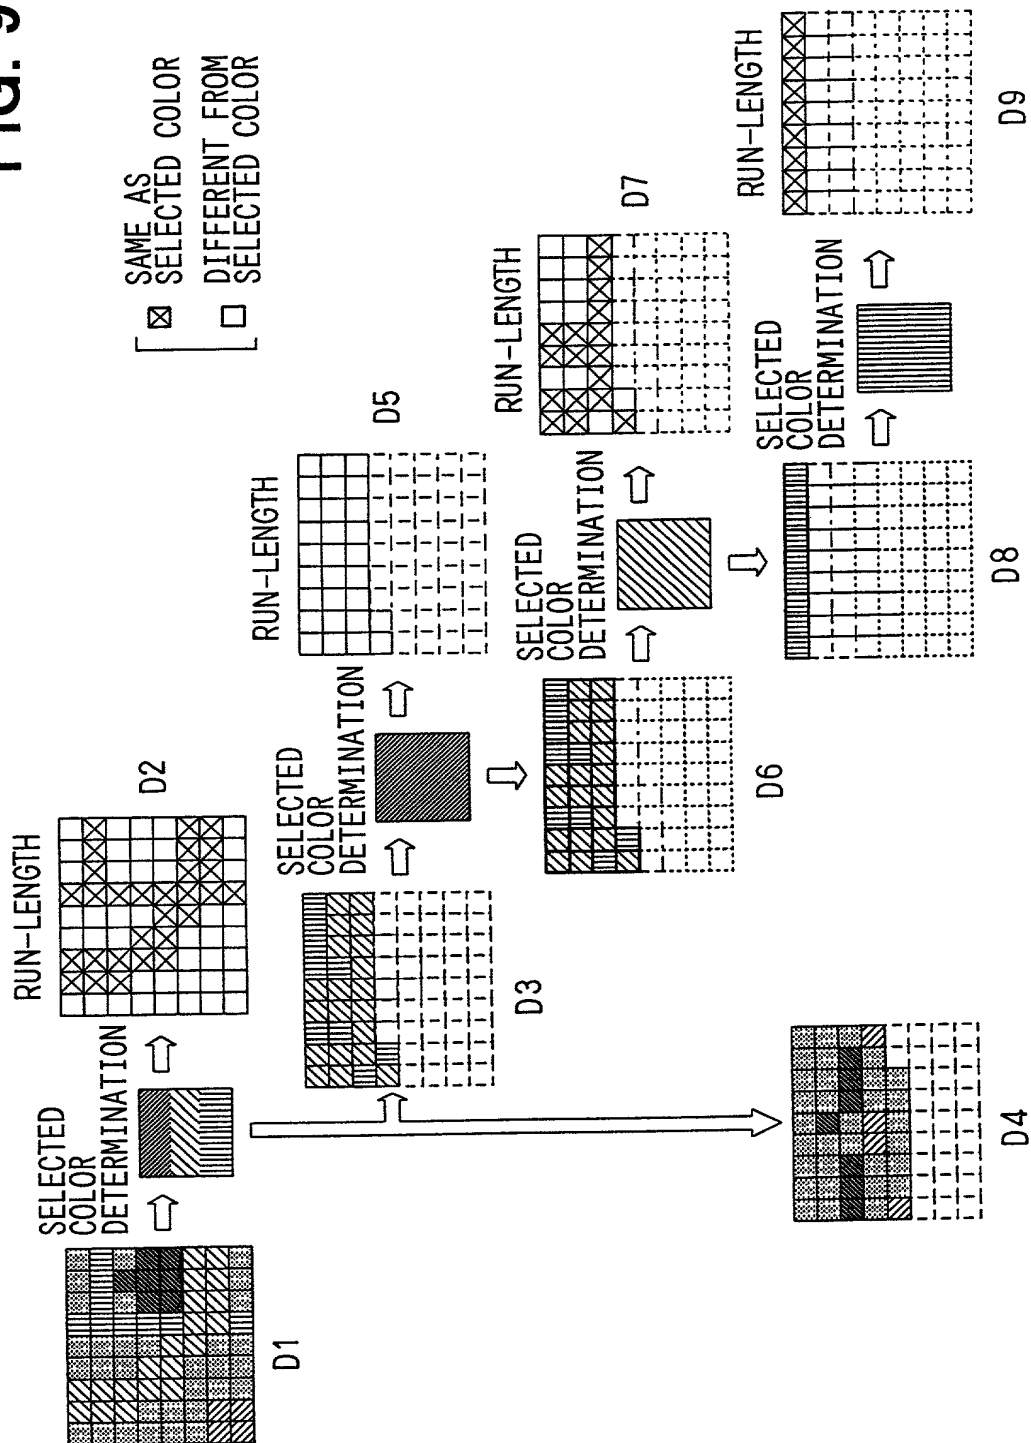 FIG. 9
SAME AS
SELECTED COLOR
DIFFERENT FROM
SELECTED COLOR
SELECTED
COLOR
DETERMINATION
RUN-LENGTH
D1
D2
SELECTED
COLOR
DETERMINATION
RUN-LENGTH
D3
D5
SELECTED
COLOR
DETERMINATION
RUN-LENGTH
D6
D7
SELECTED
COLOR
DETERMINATION
RUN-LENGTH
D4
D8
D9